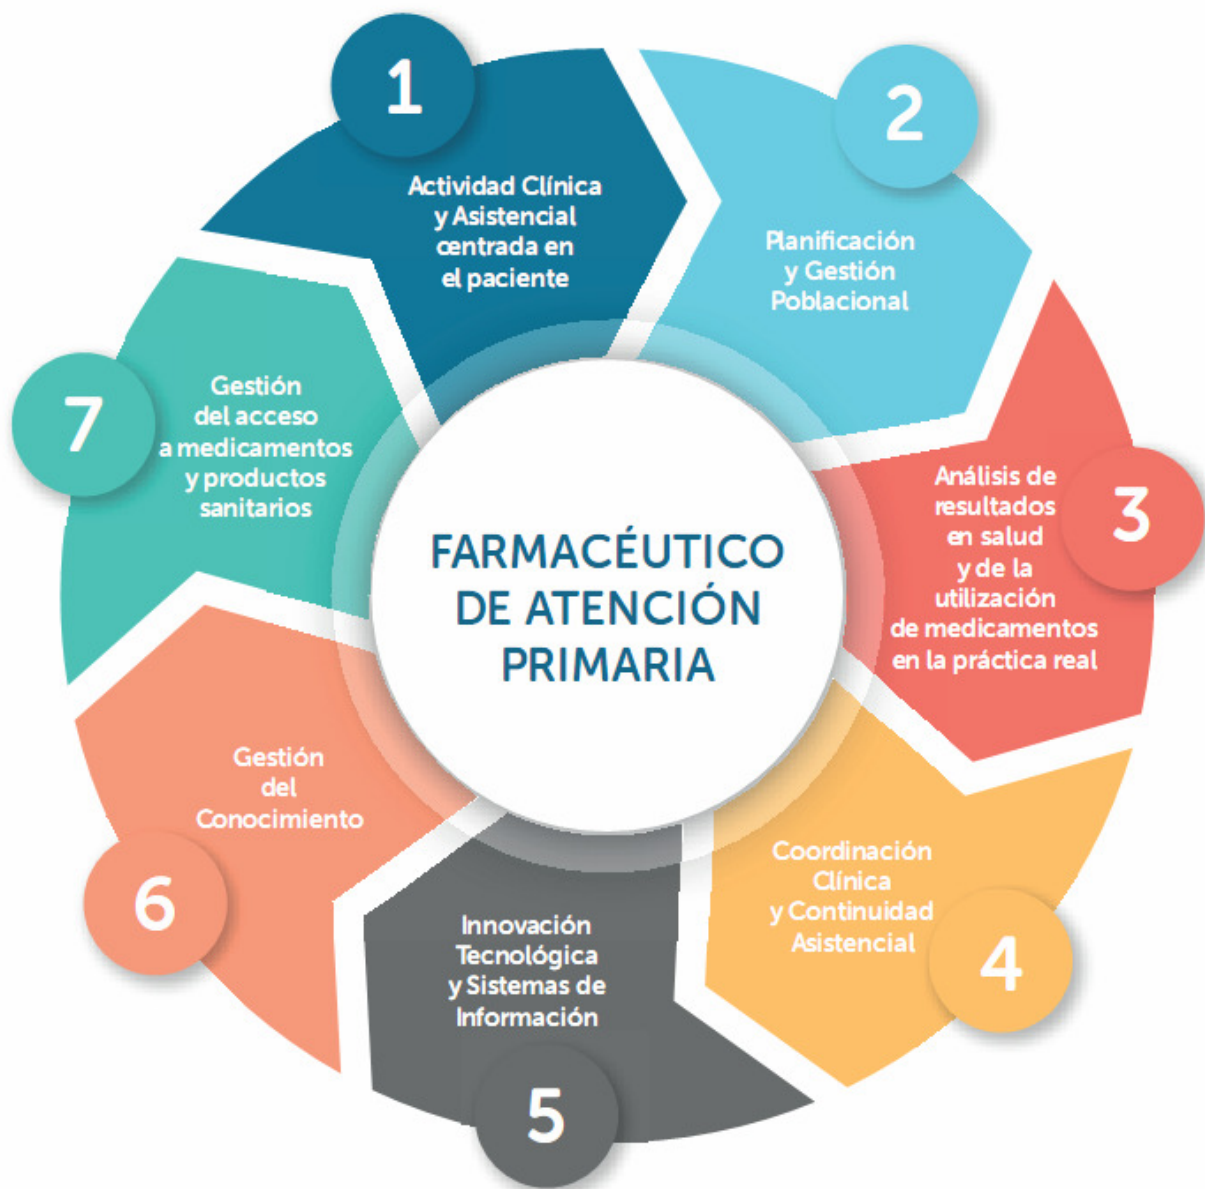 1
Actividad Clínica
y Asistencial
centrada en
el paciente
2
Planificación
y Gestión
Poblacional
3
Análisis de
resultados
en salud
y de la
utilización
de medicamentos
en la práctica real
4
Coordinación
Clínica
y Continuidad
Asistencial
5
Innovación
Tecnológica
y Sistemas de
Información
6
Gestión
del
Conocimiento
7
Gestión
del acceso
a medicamentos
y productos
sanitarios
FARMACÉUTICO
DE ATENCIÓN
PRIMARIA